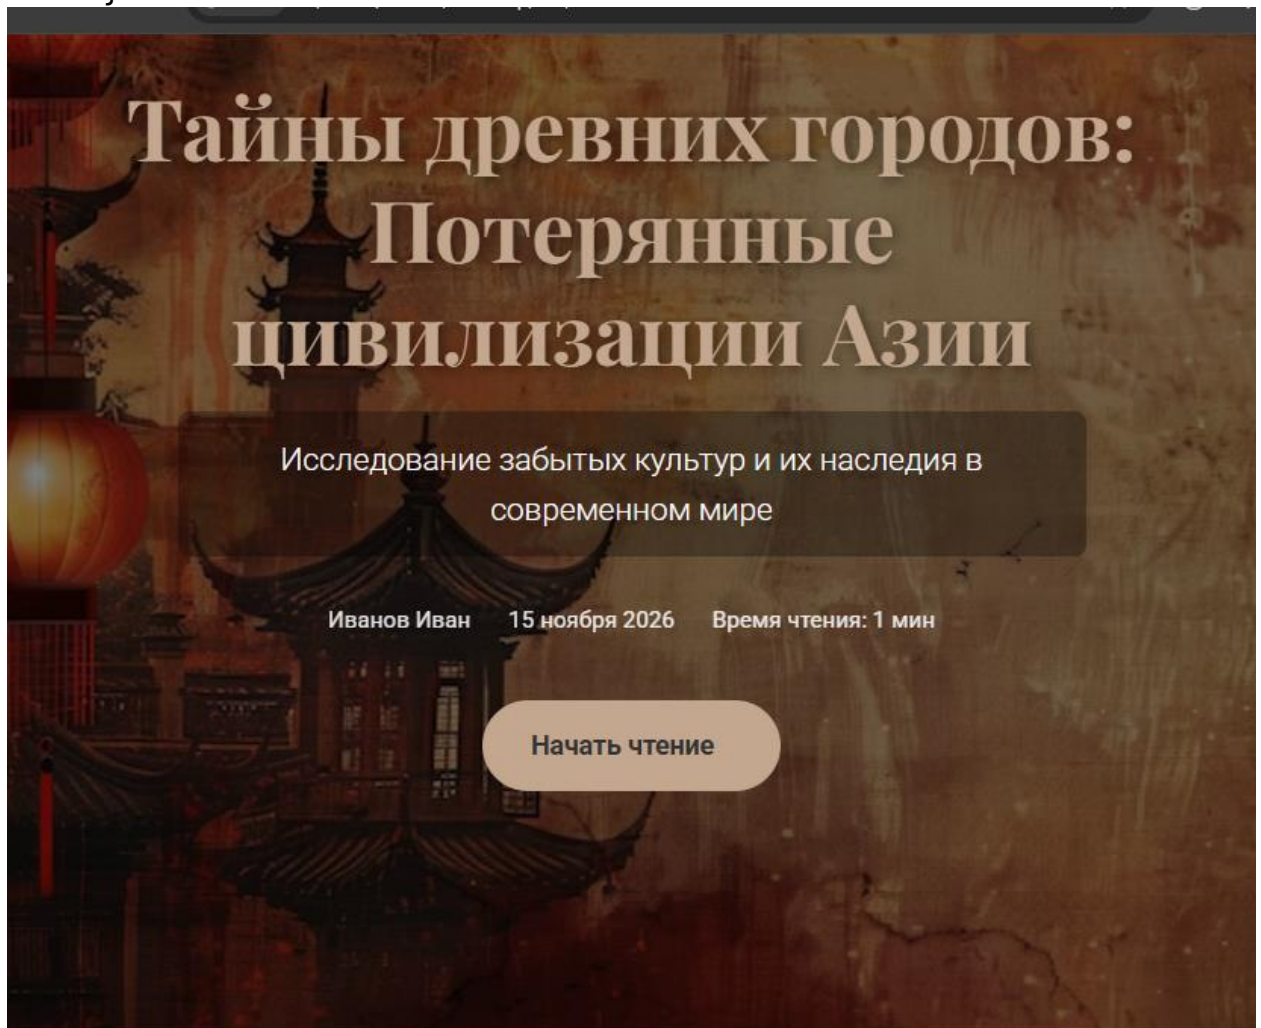 Тайны древних городов:
Потерянные
цивилизации Азии
Исследование забытых культур и их наследия в
современном мире
Иванов Иван 15 ноября 2026 Время чтения: 1 мин
Начать чтение